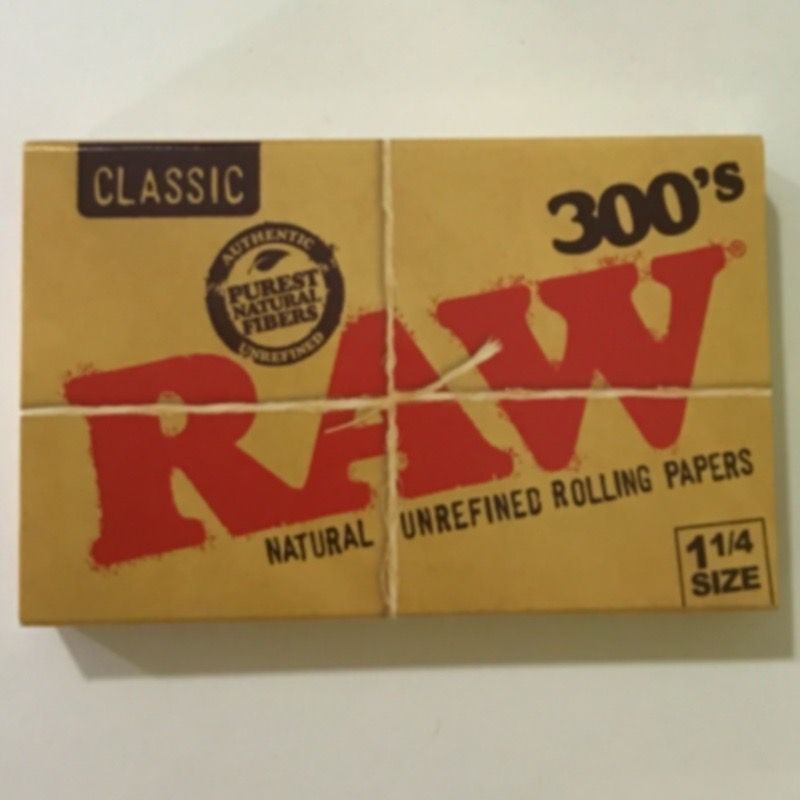 CLASSIC
300's
AUTHENTIC
PUREST
NATURAL
FIBERS
UNREFINED
RAW®
NATURAL UNREFINED ROLLING PAPERS
1 1/4
SIZE